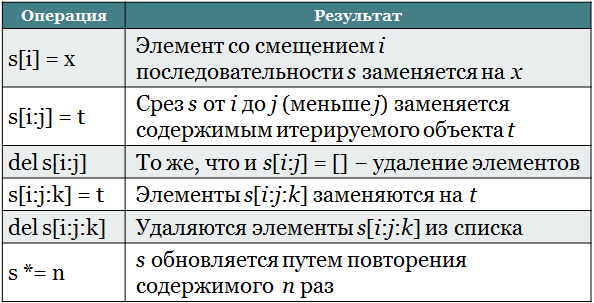 Операция Результат
s[i] = x Элемент со смещением i
последовательности s заменяется на x
s[i:j] = t Срез s от i до j (меньше j) заменяется
содержимым итерируемого объекта t
del s[i:j] То же, что и s[i:j] = [] – удаление элементов
s[i:j:k] = t Элементы s[i:j:k] заменяются на t
del s[i:j:k] Удаляются элементы s[i:j:k] из списка
s *= n s обновляется путем повторения
содержимого n раз